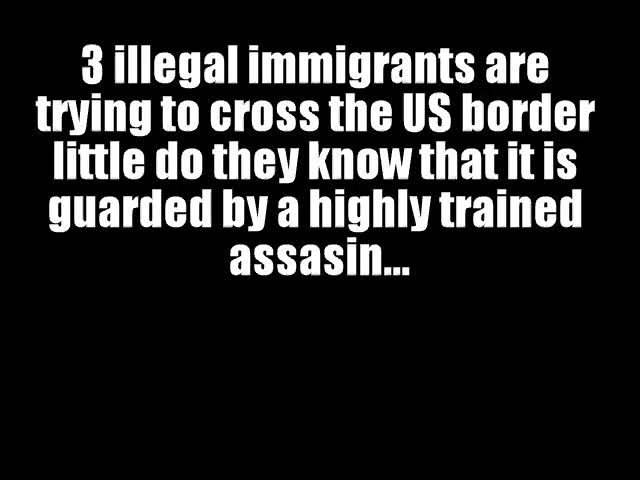 3 illegal immigrants are
trying to cross the US border
little do they know that it is
guarded by a highly trained
assasin...